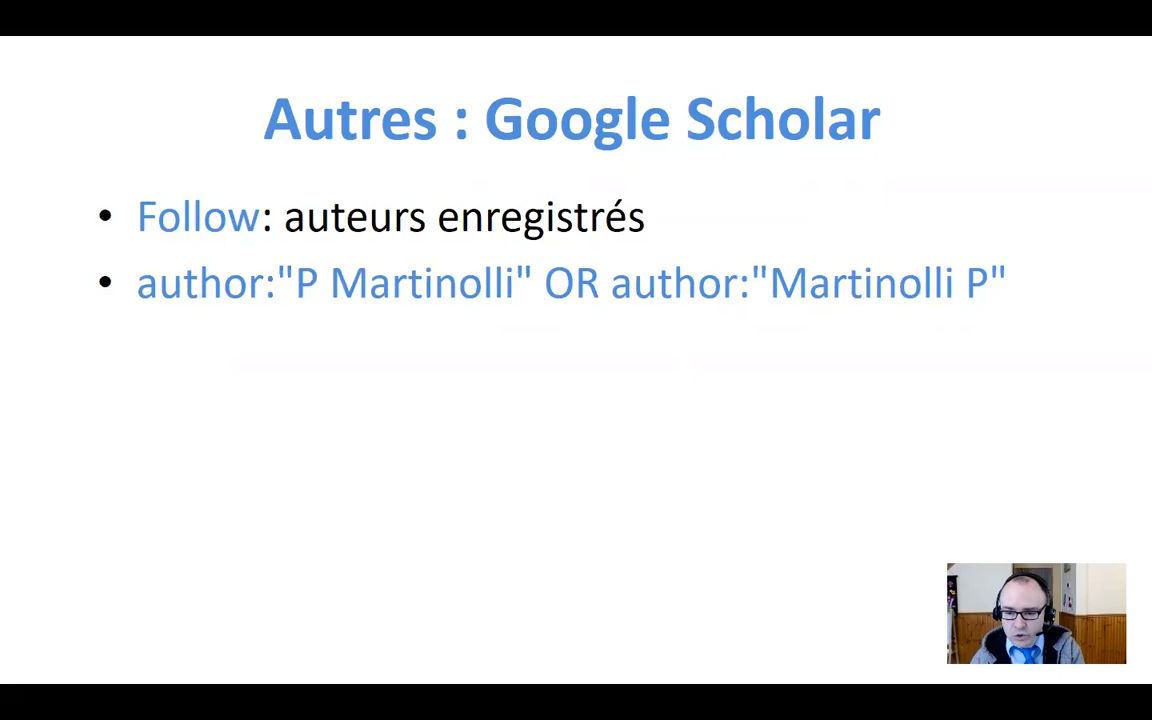 Autres : Google Scholar
• Follow: auteurs enregistrés
• author:"P Martinolli" OR author:"Martinolli P"